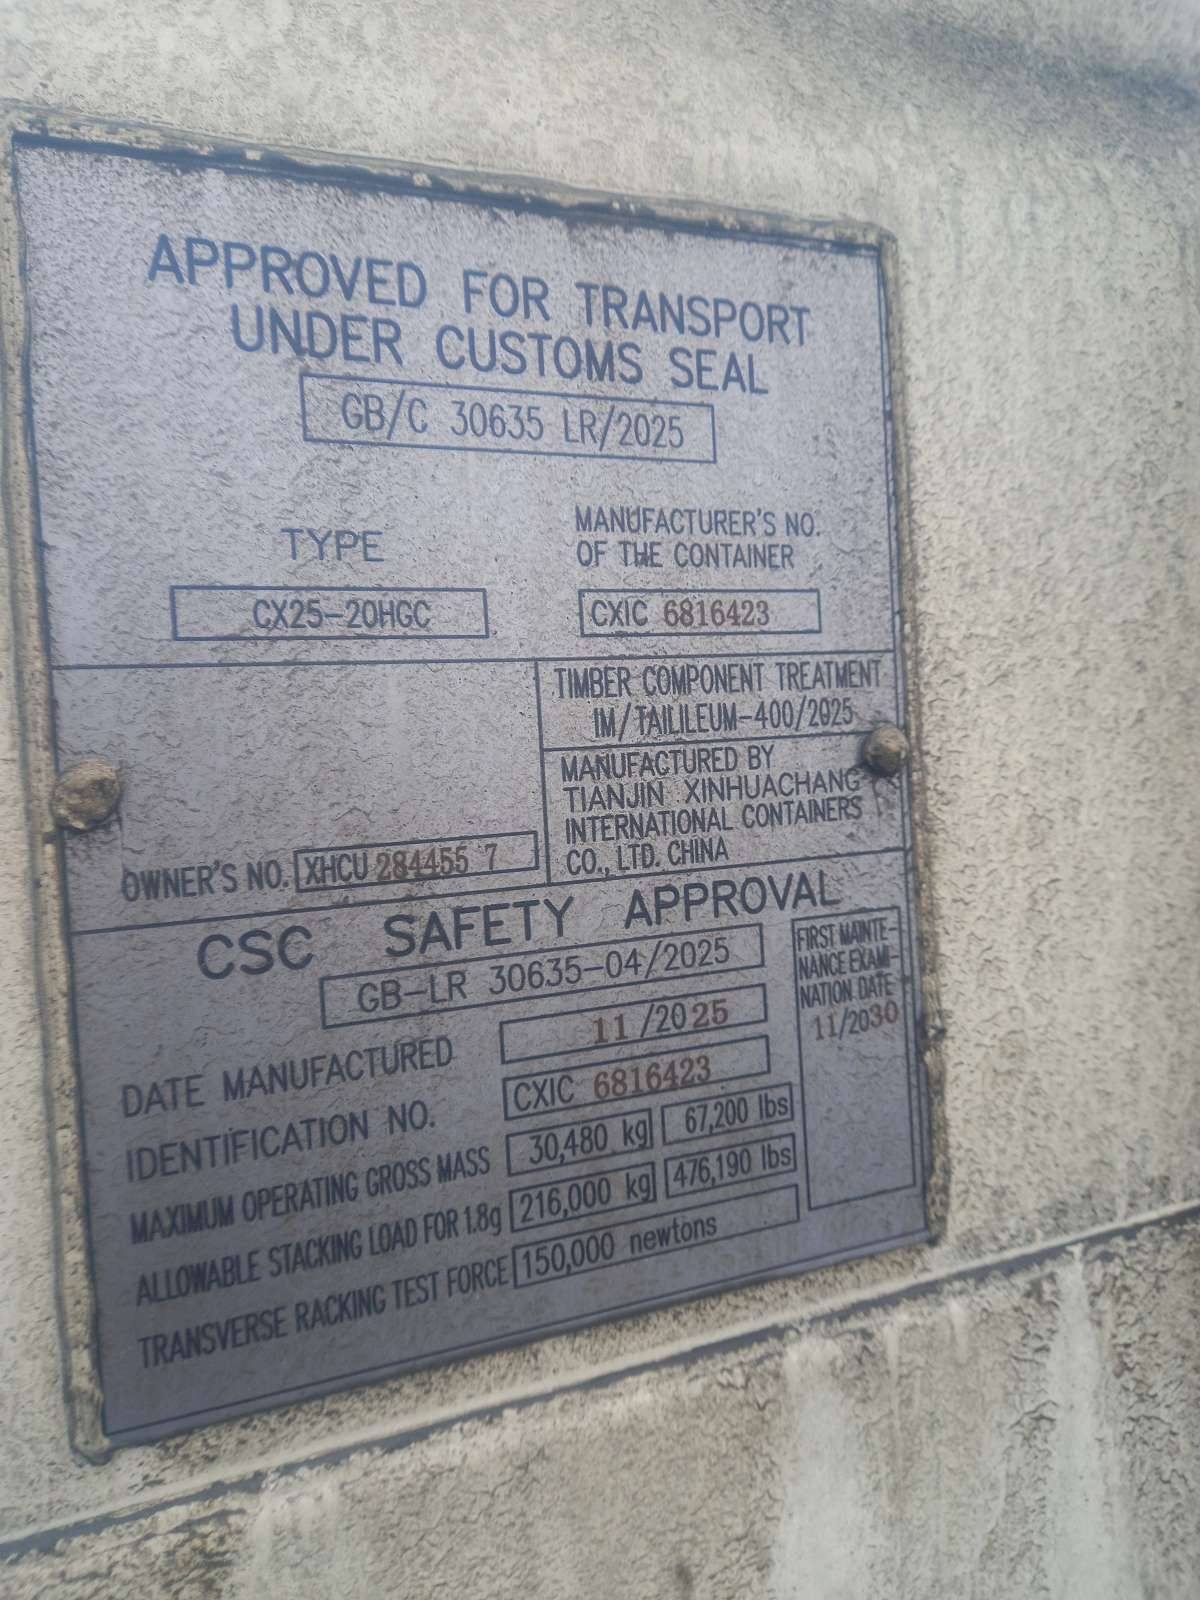 APPROVED FOR TRANSPORT
UNDER CUSTOMS SEAL
GB/C 30635 LR/2025
TYPE
CX25-20HGC
MANUFACTURER'S NO.
OF THE CONTAINER
CXIC 6816423
TIMBER COMPONENT TREATMENT
IM/TAILILEUM-400/2025
MANUFACTURED BY
TIANJIN XINHUACHANG
INTERNATIONAL CONTAINERS
CO., LTD. CHINA
OWNER'S NO. XHCU 284455 7
CSC SAFETY APPROVAL
GB-LR 30635-04/2025
DATE MANUFACTURED 11/2025
IDENTIFICATION NO. CXIC 6816423
MAXIMUM OPERATING GROSS MASS 30,480 kg 67,200 lbs
ALLOWABLE STACKING LOAD FOR 1.8g 216,000 kg 476,190 lbs
TRANSVERSE RACKING TEST FORCE 150,000 newtons
FIRST MAINTE-
NANCE EXAMI-
NATION DATE
11/2030